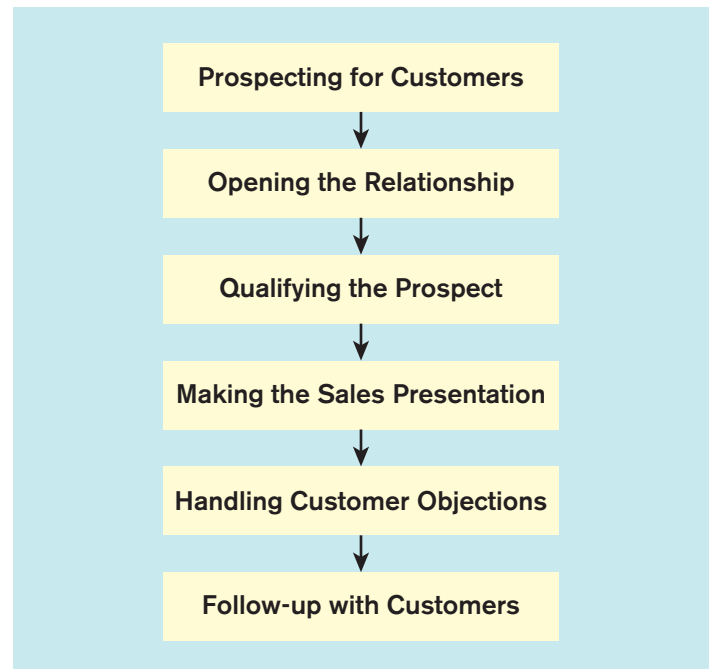 Prospecting for Customers
Opening the Relationship
Qualifying the Prospect
Making the Sales Presentation
Handling Customer Objections
Follow-up with Customers